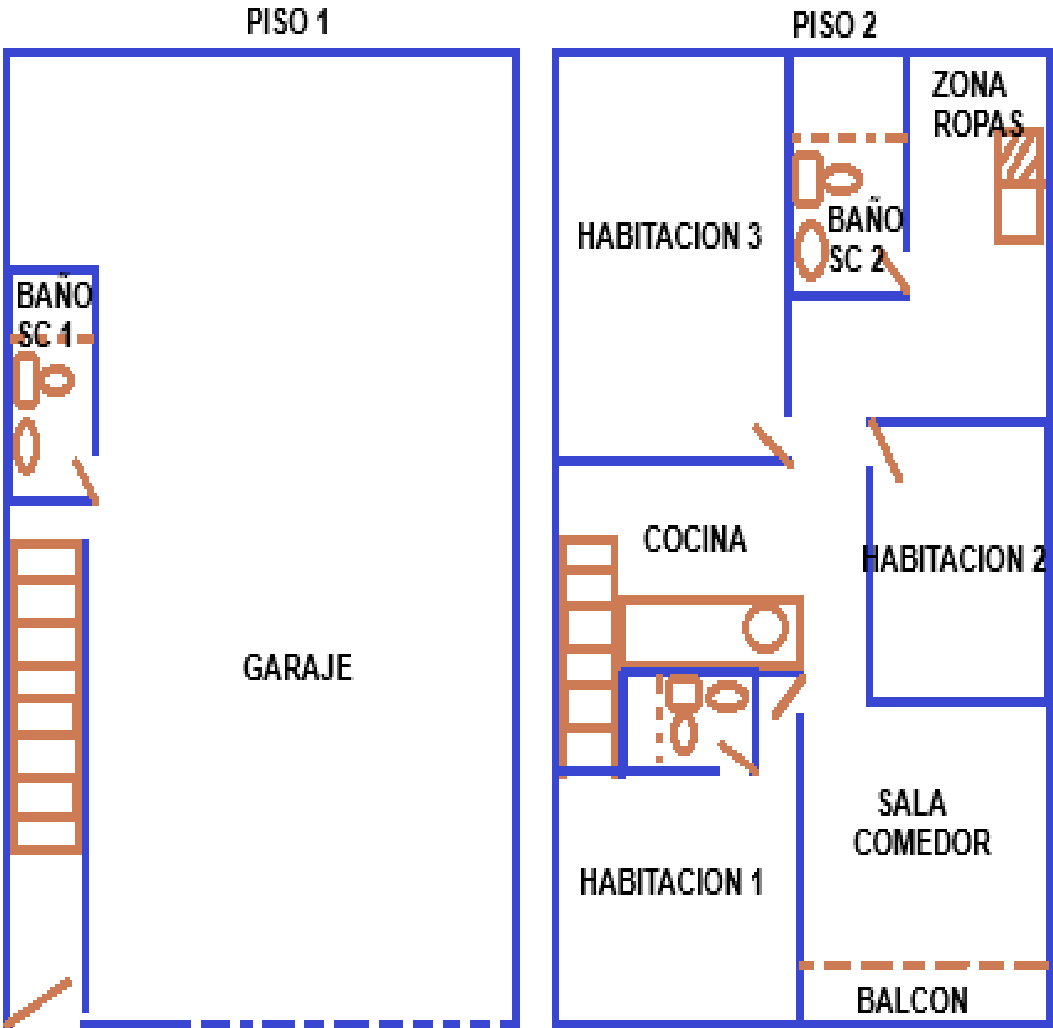 PISO 1
BAÑO
SC 1
GARAJE
PISO 2
ZONA
ROPAS
HABITACION 3
BAÑO
SC 2
COCINA
HABITACION 2
SALA
COMEDOR
HABITACION 1
BALCON